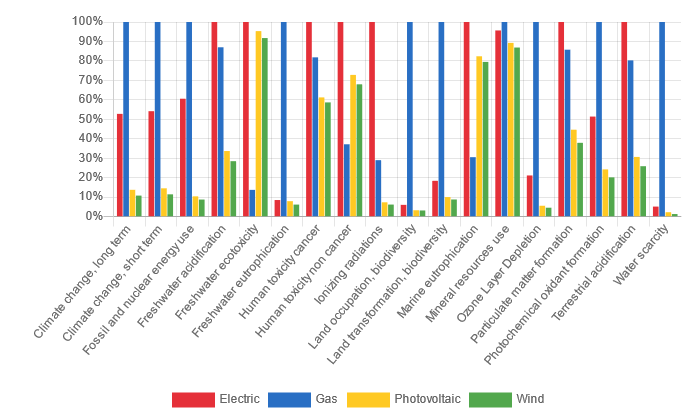 100%
90%
80%
70%
60%
50%
40%
30%
20%
10%
0%
Climate change, long term
Climate change, short term
Fossil and nuclear energy use
Freshwater acidification
Freshwater ecotoxicity
Freshwater eutrophication
Human toxicity cancer
Human toxicity non cancer
Ionizing radiations
Land occupation, biodiversity
Land transformation, biodiversity
Marine eutrophication
Mineral resources use
Ozone Layer Depletion
Particulate matter formation
Photochemical oxidant formation
Terrestrial acidification
Water scarcity
Electric Gas Photovoltaic Wind